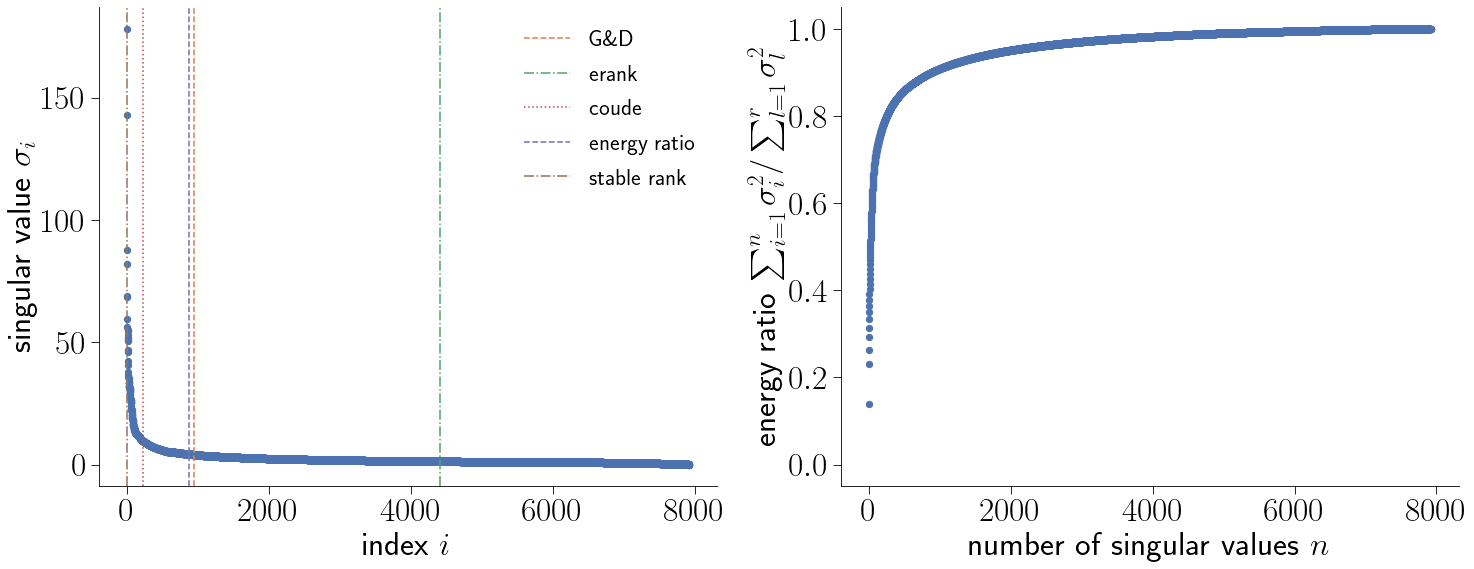 singular value σ_i
150
100
50
0
0 2000 4000 6000 8000
index i
G&D
erank
coude
energy ratio
stable rank
energy ratio ∑_{i=1}^{n} σ_i^2 / ∑_{l=1}^{r} σ_l^2
1.0
0.8
0.6
0.4
0.2
0.0
0 2000 4000 6000 8000
number of singular values n